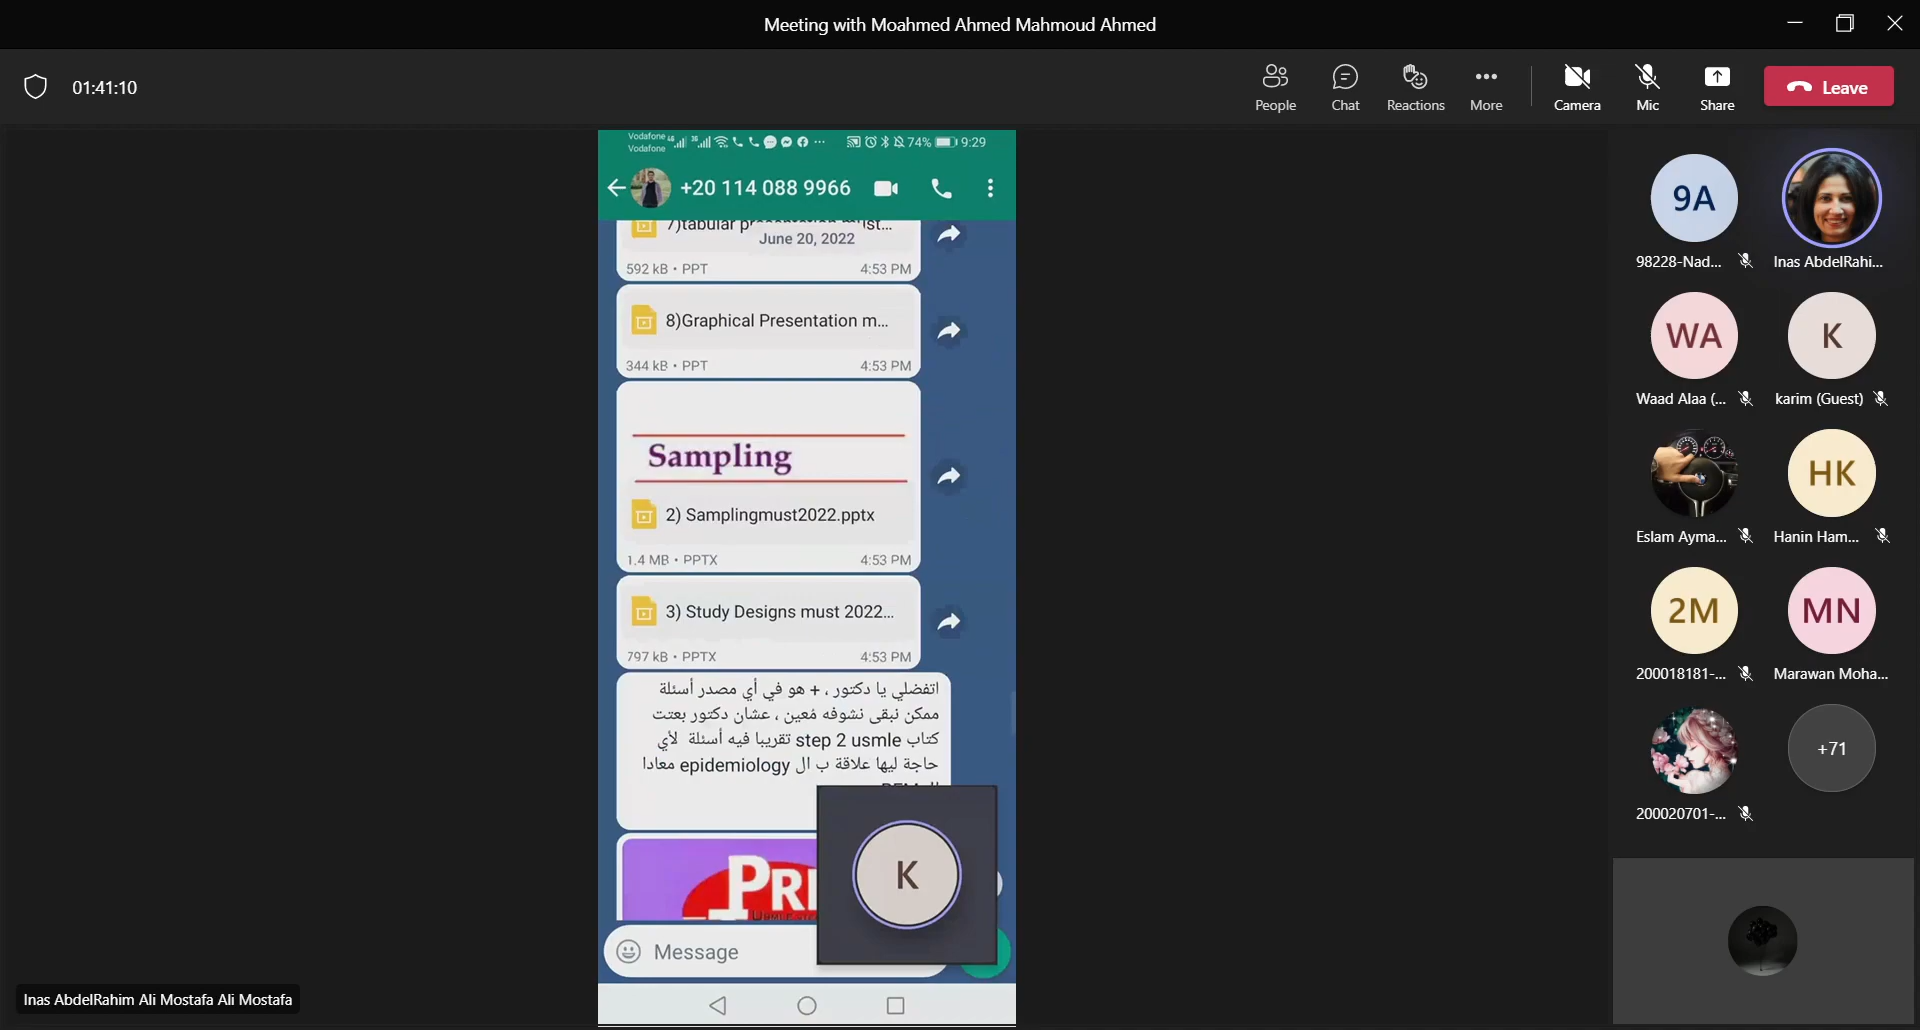 Meeting with Moahmed Ahmed Mahmoud Ahmed
01:41:10
People
Chat
Reactions
More
Camera
Mic
Share
Leave
Vodafone
Vodafone
4G
3G
74%
9:29
+20 114 088 9966
June 20, 2022
592 kB • PPT
4:53 PM
8)Graphical Presentation m...
344 kB • PPT
4:53 PM
Sampling
2) Samplingmust2022.pptx
1.4 MB • PPTX
4:53 PM
3) Study Designs must 2022...
797 kB • PPTX
4:53 PM
اتفضلي يا دكتور ، + هو في أي مصدر أسئلة
ممكن نبقى نشوفه مُعين ، عشان دكتور بعتت
كتاب step 2 usmle تقريبا فيه أسئلة لأي
حاجة ليها علاقة ب ال epidemiology معادا
K
Message
Inas AbdelRahim Ali Mostafa Ali Mostafa
9A
98228-Nad...
Inas AbdelRahi...
WA
Waad Alaa (...
K
karim (Guest)
Eslam Ayma...
HK
Hanin Ham...
2M
200018181-...
MN
Marawan Moha...
200020701-...
+71